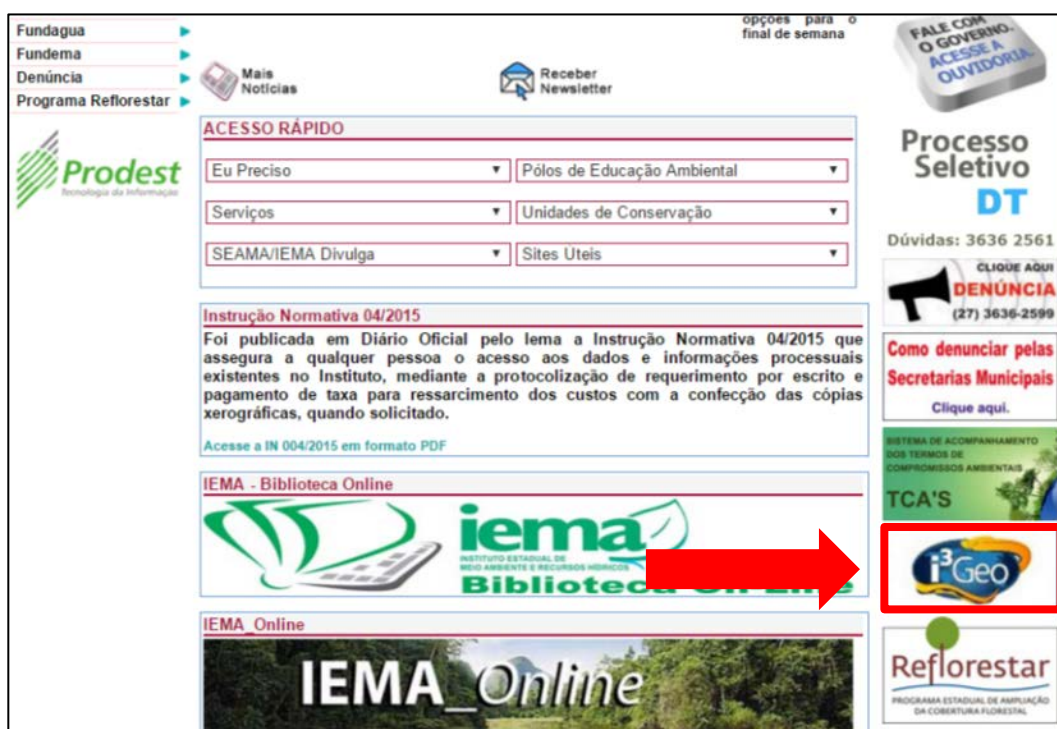 Fundagua
Fundema
Denúncia
Programa Reflorestar
Prodest
Tecnologia da Informaçao
opções para o
final de semana
Mais
Notícias
Receber
Newsletter
ACESSO RÁPIDO
Eu Preciso
Pólos de Educação Ambiental
Serviços
Unidades de Conservação
SEAMA/IEMA Divulga
Sites Úteis
Instrução Normativa 04/2015
Foi publicada em Diário Oficial pelo Iema a Instrução Normativa 04/2015 que
assegura a qualquer pessoa o acesso aos dados e informações processuais
existentes no Instituto, mediante a protocolização de requerimento por escrito e
pagamento de taxa para ressarcimento dos custos com a confecção das cópias
xerográficas, quando solicitado.
Acesse a IN 004/2015 em formato PDF
IEMA - Biblioteca Online
iema
INSTITUTO ESTADUAL DE
MEIO AMBIENTE E RECURSOS HÍDRICOS
Biblioteca On Line
IEMA_Online
IEMA_Online
FALE COM
O GOVERNO.
ACESSE A
OUVIDORIA.
Processo
Seletivo
DT
Dúvidas: 3636 2561
CLIQUE AQUI
DENÚNCIA
(27) 3636-2599
Como denunciar pelas
Secretarias Municipais
Clique aqui.
SISTEMA DE ACOMPANHAMENTO
DOS TERMOS DE
COMPROMISSOS AMBIENTAIS
TCA'S
i³Geo
Reflorestar
PROGRAMA ESTADUAL DE AMPLIAÇÃO
DA COBERTURA FLORESTAL